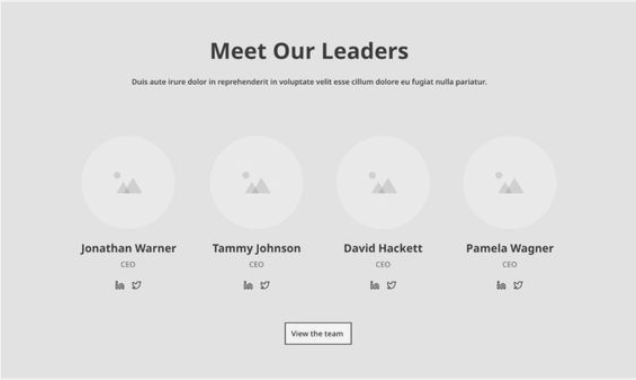 Meet Our Leaders
Duis aute irure dolor in reprehenderit in voluptate velit esse cillum dolore eu fugiat nulla pariatur.
Jonathan Warner
CEO
Tammy Johnson
CEO
David Hackett
CEO
Pamela Wagner
CEO
View the team